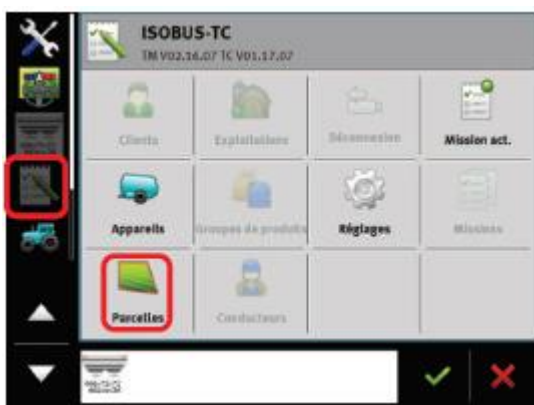 ISOBUS-TC
TM V02.16.07 TC V01.17.07
Clients
Exploitations
Déconnexion
Mission act.
Appareils
Groupes de produits
Réglages
Missions
Parcelles
Conducteurs